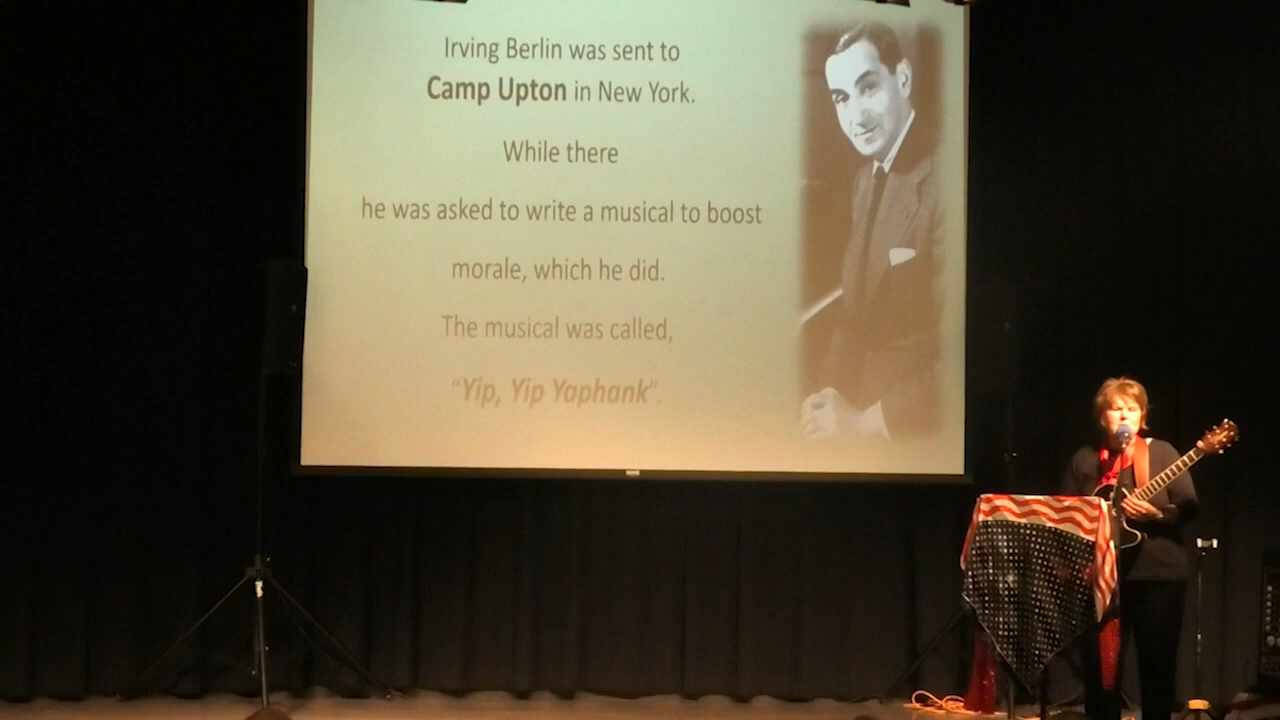 Irving Berlin was sent to
Camp Upton in New York.
While there
he was asked to write a musical to boost
morale, which he did.
The musical was called,
“Yip, Yip Yaphank”.